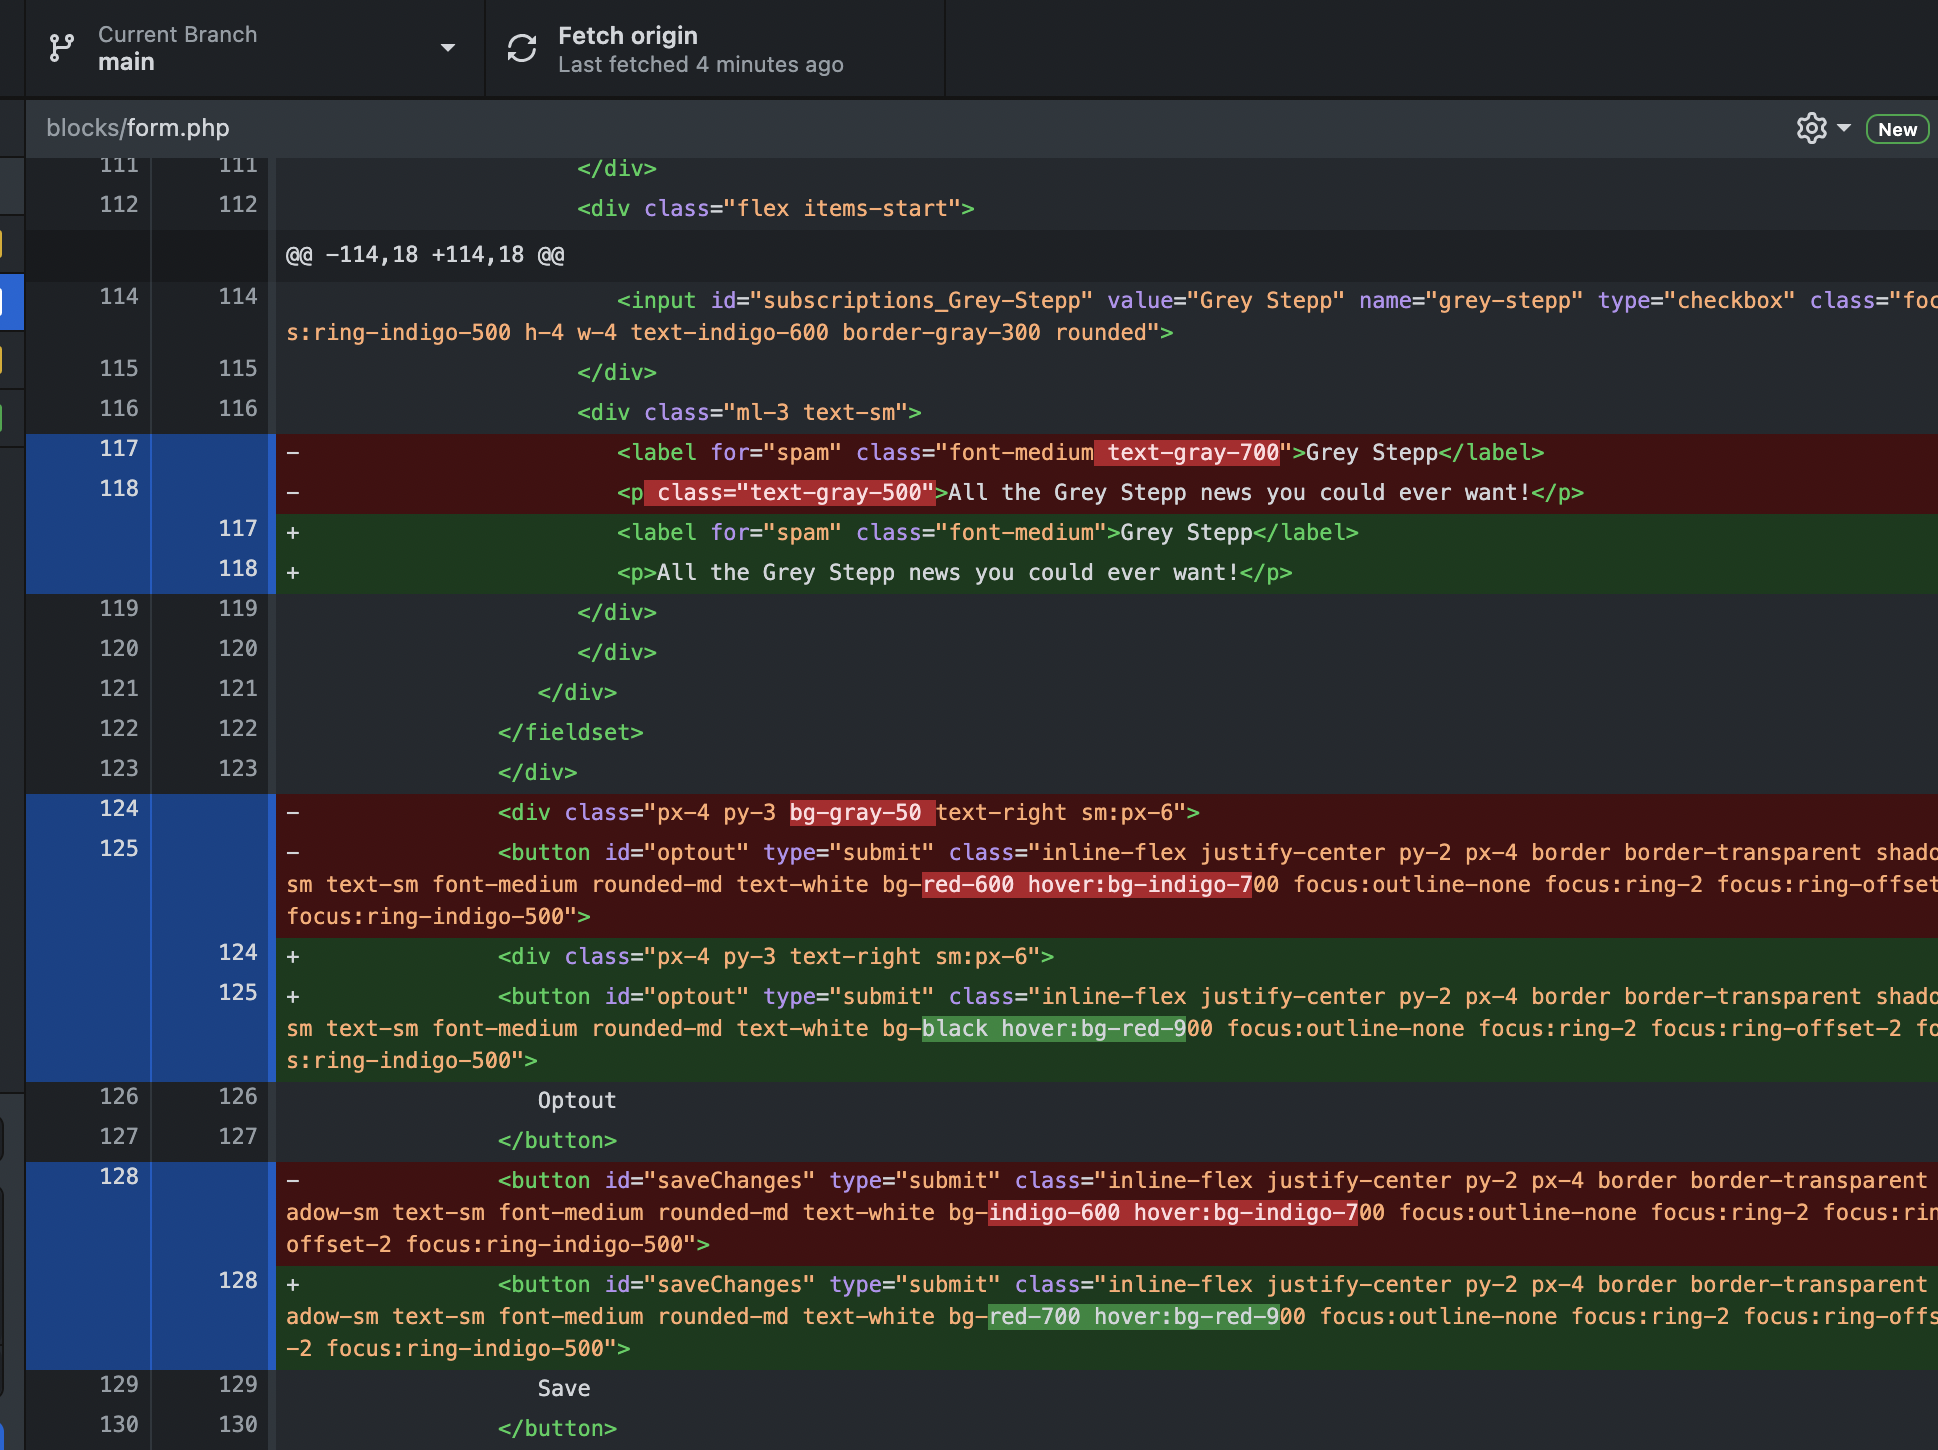 Current Branch
main
Fetch origin
Last fetched 4 minutes ago
blocks/form.php
New
111 111 </div>
112 112 <div class="flex items-start">
@@ -114,18 +114,18 @@
114 114 <input id="subscriptions_Grey-Stepp" value="Grey Stepp" name="grey-stepp" type="checkbox" class="foc
s:ring-indigo-500 h-4 w-4 text-indigo-600 border-gray-300 rounded">
115 115 </div>
116 116 <div class="ml-3 text-sm">
117 - <label for="spam" class="font-medium text-gray-700">Grey Stepp</label>
118 - <p class="text-gray-500">All the Grey Stepp news you could ever want!</p>
117 + <label for="spam" class="font-medium">Grey Stepp</label>
118 + <p>All the Grey Stepp news you could ever want!</p>
119 119 </div>
120 120 </div>
121 121 </div>
122 122 </fieldset>
123 123 </div>
124 - <div class="px-4 py-3 bg-gray-50 text-right sm:px-6">
125 - <button id="optout" type="submit" class="inline-flex justify-center py-2 px-4 border border-transparent shado
sm text-sm font-medium rounded-md text-white bg-red-600 hover:bg-indigo-700 focus:outline-none focus:ring-2 focus:ring-offset
focus:ring-indigo-500">
124 + <div class="px-4 py-3 text-right sm:px-6">
125 + <button id="optout" type="submit" class="inline-flex justify-center py-2 px-4 border border-transparent shado
sm text-sm font-medium rounded-md text-white bg-black hover:bg-red-900 focus:outline-none focus:ring-2 focus:ring-offset-2 fo
s:ring-indigo-500">
126 126 Optout
127 127 </button>
128 - <button id="saveChanges" type="submit" class="inline-flex justify-center py-2 px-4 border border-transparent
adow-sm text-sm font-medium rounded-md text-white bg-indigo-600 hover:bg-indigo-700 focus:outline-none focus:ring-2 focus:rin
offset-2 focus:ring-indigo-500">
128 + <button id="saveChanges" type="submit" class="inline-flex justify-center py-2 px-4 border border-transparent
adow-sm text-sm font-medium rounded-md text-white bg-red-700 hover:bg-red-900 focus:outline-none focus:ring-2 focus:ring-offs
-2 focus:ring-indigo-500">
129 129 Save
130 130 </button>